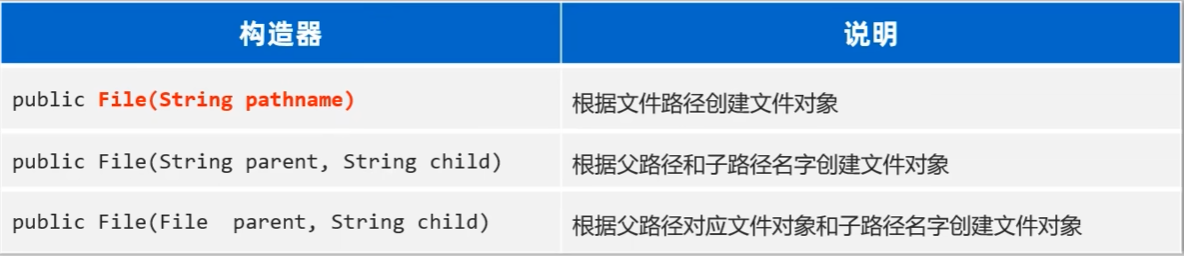 构造器 说明
public File(String pathname) 根据文件路径创建文件对象
public File(String parent, String child) 根据父路径和子路径名字创建文件对象
public File(File  parent, String child) 根据父路径对应文件对象和子路径名字创建文件对象